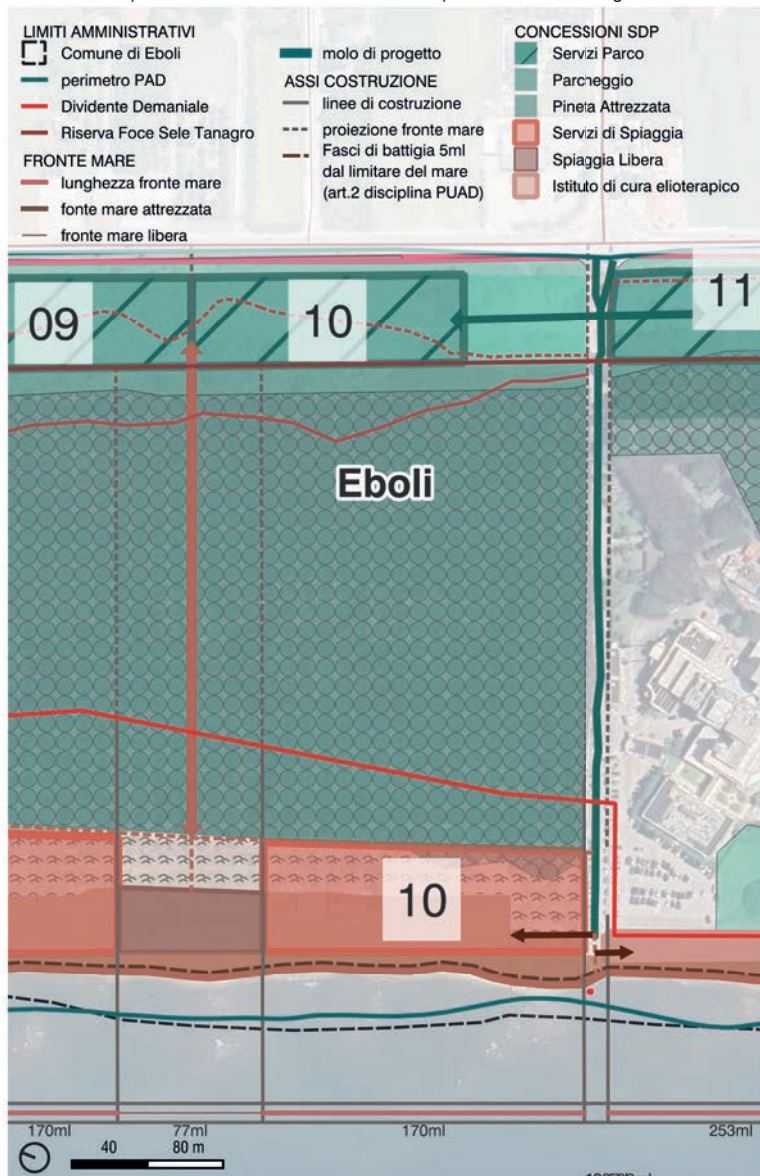 LIMITI AMMINISTRATIVI
Comune di Eboli
perimetro PAD
Dividente Demaniale
Riserva Foce Sele Tanagro
FRONTE MARE
lunghezza fronte mare
fonte mare attrezzata
fronte mare libera
molo di progetto
ASSI COSTRUZIONE
linee di costruzione
proiezione fronte mare
Fasci di battigia 5ml
dal limitare del mare
(art.2 disciplina PUAD)
CONCESSIONI SDP
Servizi Parco
Parcheggio
Pineta Attrezzata
Servizi di Spiaggia
Spiaggia Libera
Istituto di cura elioterapico
09
10
11
Eboli
10
170ml
77ml
170ml
253ml
40
80 m